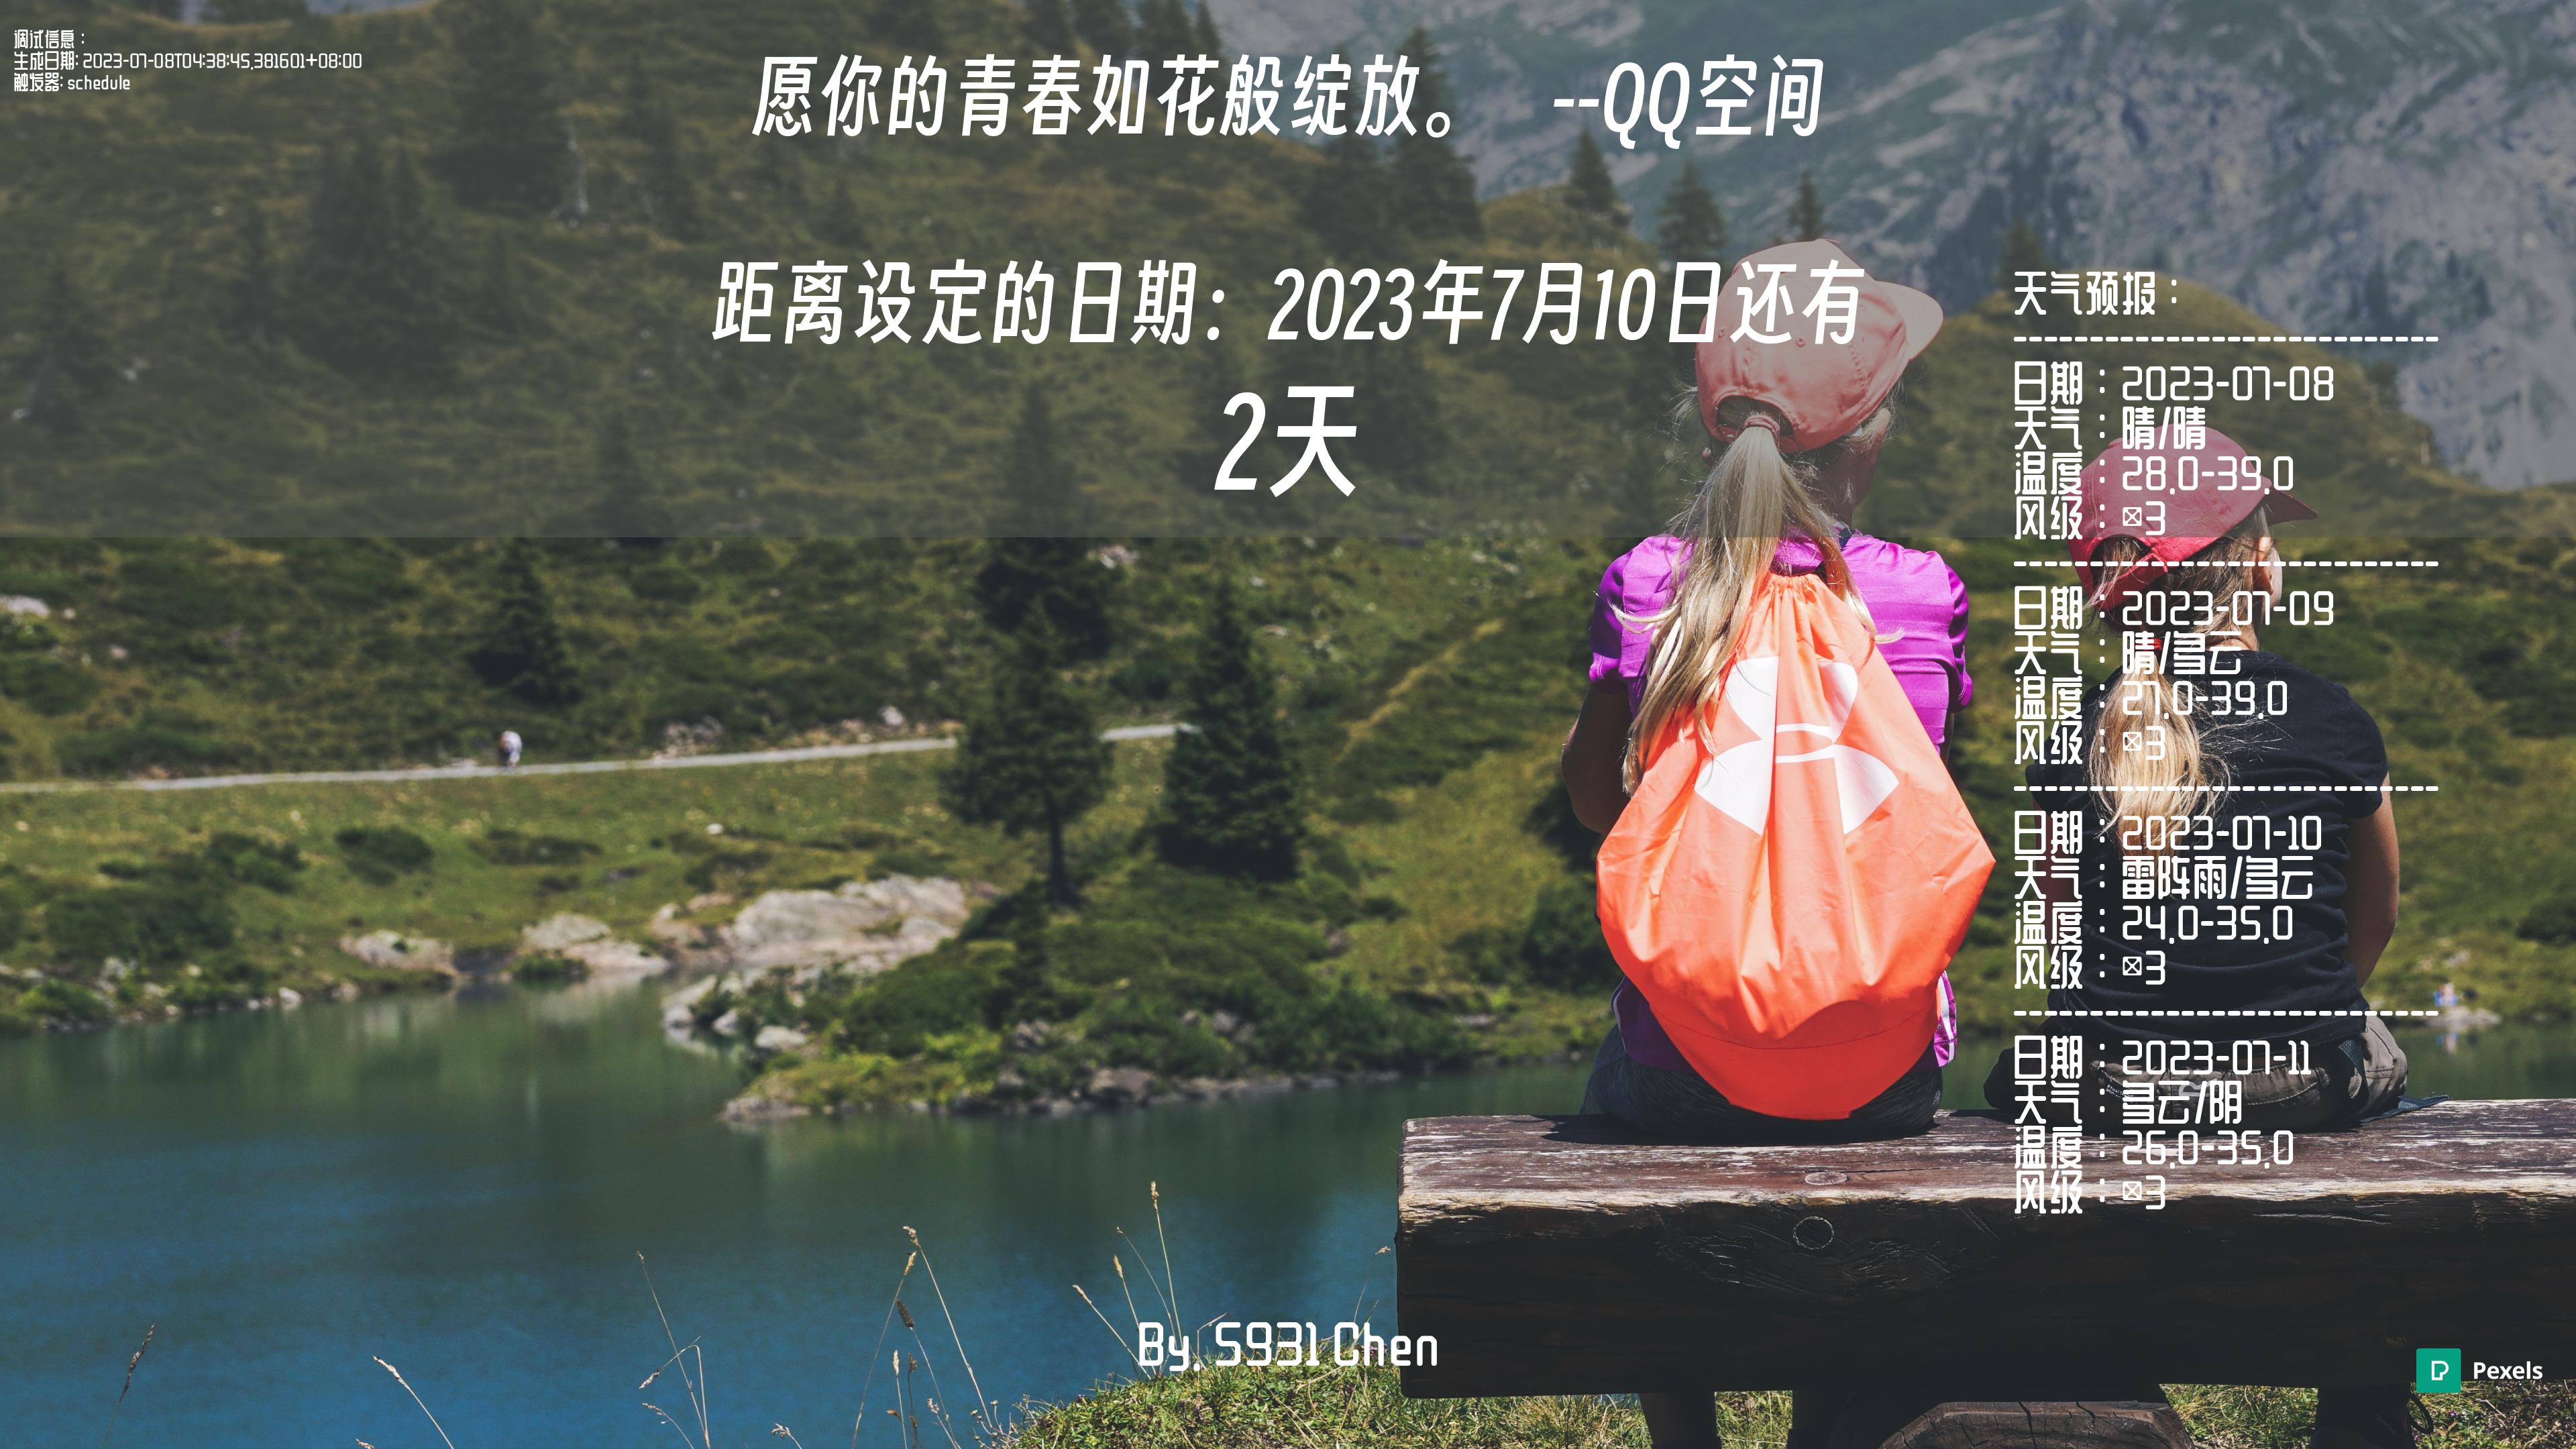 调试信息：
生成日期: 2023-07-08T04:38:45.381601+08:00
触发器: schedule
愿你的青春如花般绽放。 --QQ空间
距离设定的日期：2023年7月10日还有
2天
天气预报：
----------------------------
日期：2023-07-08
天气：晴/晴
温度：28.0-39.0
风级：3
----------------------------
日期：2023-07-09
天气：晴/多云
温度：27.0-39.0
风级：3
----------------------------
日期：2023-07-10
天气：雷阵雨/多云
温度：24.0-35.0
风级：3
----------------------------
日期：2023-07-11
天气：多云/阴
温度：26.0-35.0
风级：3
By. 5931 Chen
Pexels